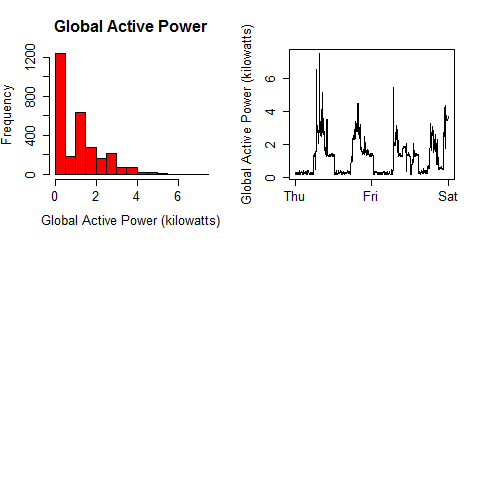 Global Active Power
Frequency
0 400 800 1200
0 2 4 6
Global Active Power (kilowatts)
Global Active Power (kilowatts)
0 2 4 6
Thu Fri Sat